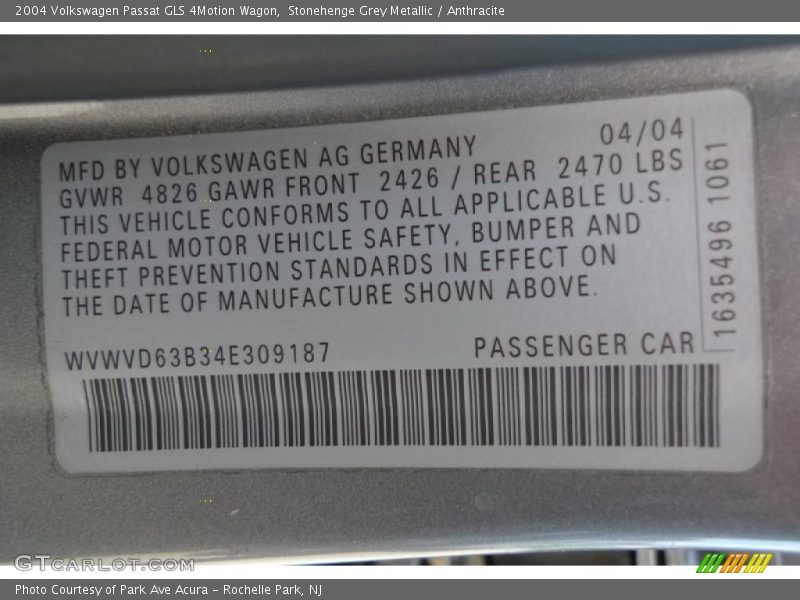 2004 Volkswagen Passat GLS 4Motion Wagon, Stonehenge Grey Metallic / Anthracite
04/04
MFD BY VOLKSWAGEN AG GERMANY
GVWR 4826 GAWR FRONT 2426 / REAR 2470 LBS
THIS VEHICLE CONFORMS TO ALL APPLICABLE U.S.
FEDERAL MOTOR VEHICLE SAFETY, BUMPER AND
THEFT PREVENTION STANDARDS IN EFFECT ON
THE DATE OF MANUFACTURE SHOWN ABOVE.
1635496 1061
WVWVD63B34E309187 PASSENGER CAR
GTCARLOT.COM
Photo Courtesy of Park Ave Acura - Rochelle Park, NJ